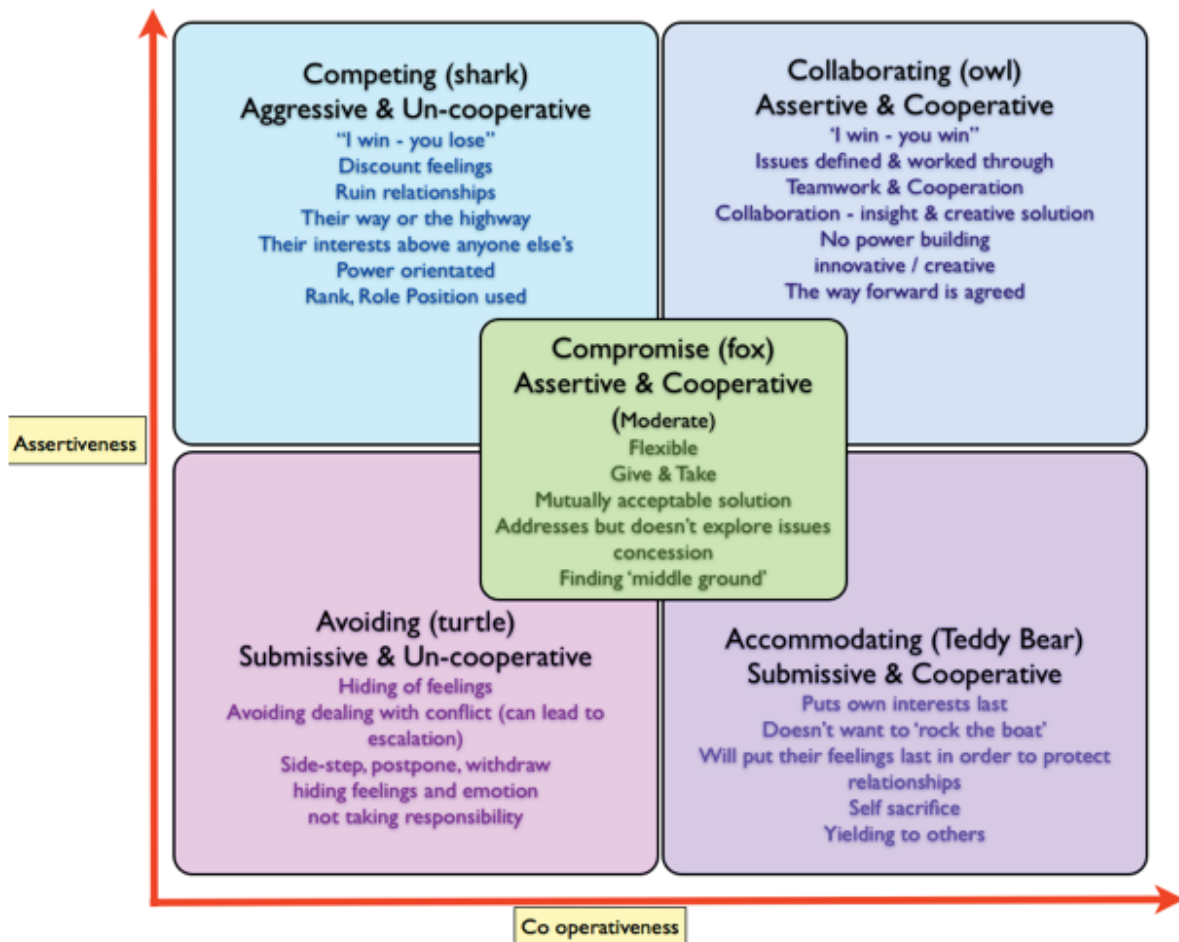 Competing (shark)
Aggressive & Un-cooperative
“I win - you lose”
Discount feelings
Ruin relationships
Their way or the highway
Their interests above anyone else’s
Power orientated
Rank, Role Position used
Collaborating (owl)
Assertive & Cooperative
‘I win - you win”
Issues defined & worked through
Teamwork & Cooperation
Collaboration - insight & creative solution
No power building
innovative / creative
The way forward is agreed
Compromise (fox)
Assertive & Cooperative
(Moderate)
Flexible
Give & Take
Mutually acceptable solution
Addresses but doesn’t explore issues
concession
Finding ‘middle ground’
Assertiveness
Avoiding (turtle)
Submissive & Un-cooperative
Hiding of feelings
Avoiding dealing with conflict (can lead to
escalation)
Side-step, postpone, withdraw
hiding feelings and emotion
not taking responsibility
Accommodating (Teddy Bear)
Submissive & Cooperative
Puts own interests last
Doesn’t want to ‘rock the boat’
Will put their feelings last in order to protect
relationships
Self sacrifice
Yielding to others
Co operativeness